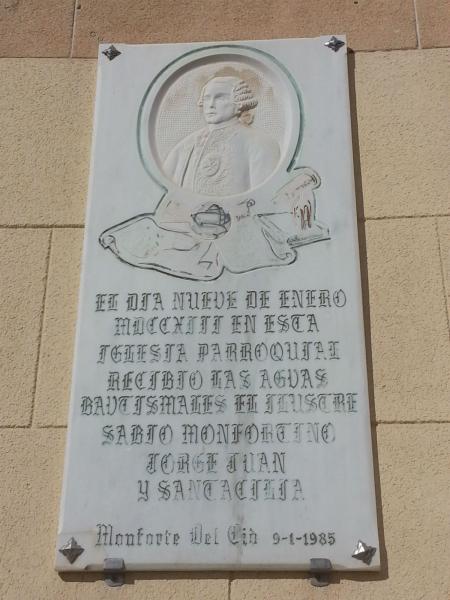 EL DIA NUEVE DE ENERO
MDCCXIII EN ESTA
IGLESIA PARROQUIAL
RECIBIO LAS AGUAS
BAUTISMALES EL ILUSTRE
SABIO MONFORTINO
JORGE JUAN
Y SANTACILIA
Monforte Del Cid 9-1-1985